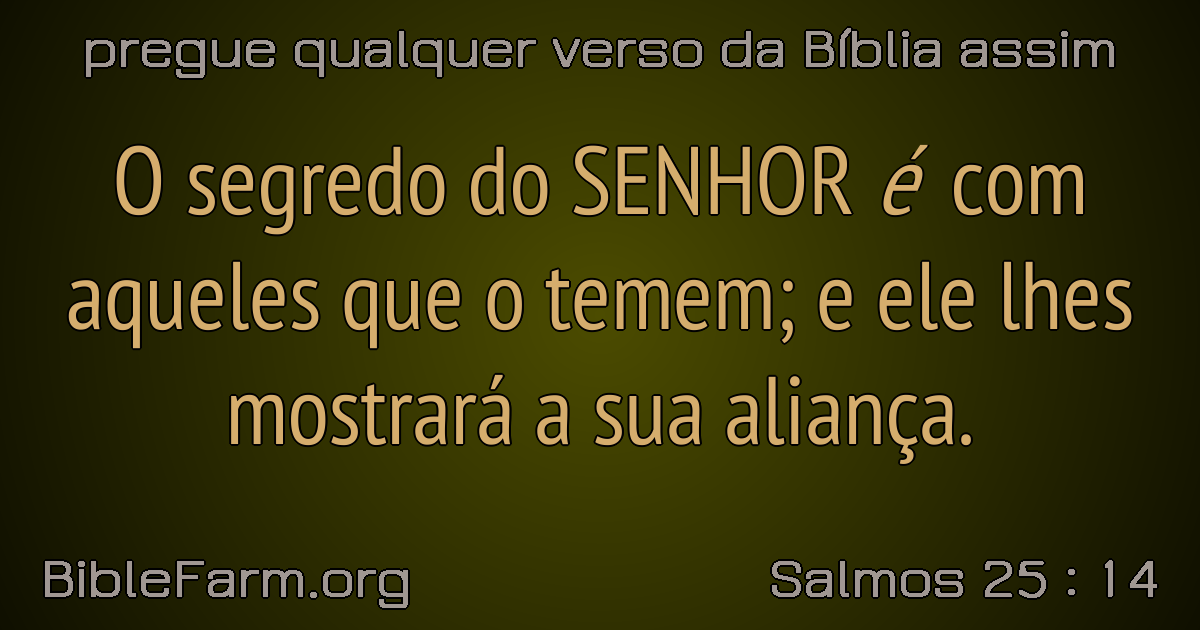 pregue qualquer verso da Bíblia assim
O segredo do SENHOR é com
aqueles que o temem; e ele lhes
mostrará a sua aliança.
BibleFarm.org
Salmos 25 : 14